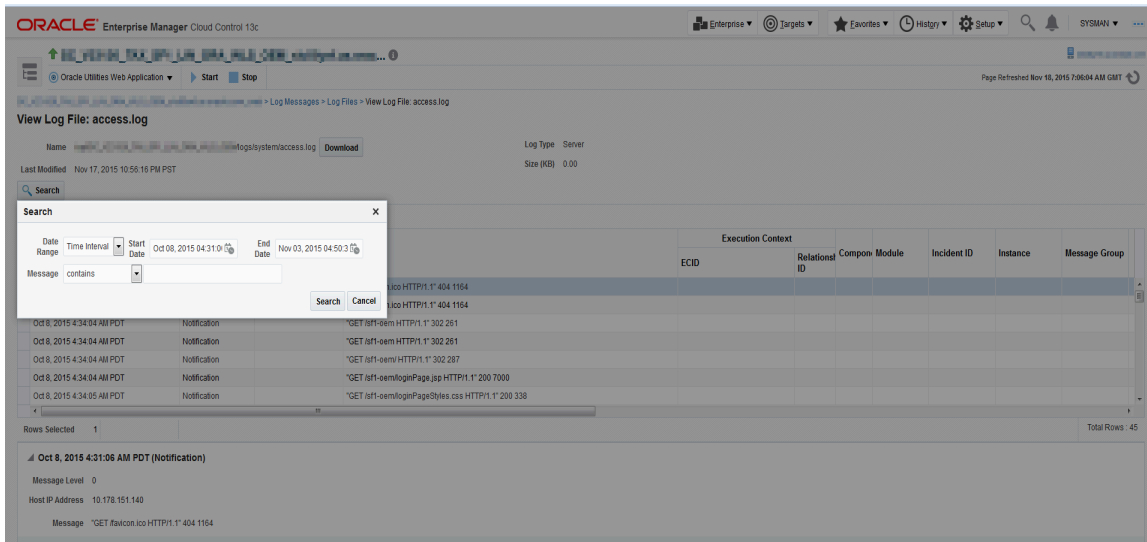 ORACLE Enterprise Manager Cloud Control 13c
Enterprise Targets Favorites History Setup SYSMAN
Oracle Utilities Web Application Start Stop
Page Refreshed Nov 18, 2015 7:06:04 AM GMT
> Log Messages > Log Files > View Log File: access.log
View Log File: access.log
Name /logs/system/access.log Download
Log Type Server
Last Modified Nov 17, 2015 10:56:16 PM PST
Size (KB) 0.00
Search
Search x
Date Range Time Interval Start Date Oct 08, 2015 04:31:0 End Date Nov 03, 2015 04:50:3
Message contains
Search Cancel
Execution Context
ECID Relationsl ID Compon Module Incident ID Instance Message Group
.ico HTTP/1.1" 404 1164
.ico HTTP/1.1" 404 1164
Oct 8, 2015 4:34:04 AM PDT Notification "GET /sf1-oem HTTP/1.1" 302 261
Oct 8, 2015 4:34:04 AM PDT Notification "GET /sf1-oem HTTP/1.1" 302 261
Oct 8, 2015 4:34:04 AM PDT Notification "GET /sf1-oem/ HTTP/1.1" 302 287
Oct 8, 2015 4:34:04 AM PDT Notification "GET /sf1-oem/loginPage.jsp HTTP/1.1" 200 7000
Oct 8, 2015 4:34:05 AM PDT Notification "GET /sf1-oem/loginPageStyles.css HTTP/1.1" 200 338
Rows Selected 1
Total Rows : 45
Oct 8, 2015 4:31:06 AM PDT (Notification)
Message Level 0
Host IP Address 10.178.151.140
Message "GET /favicon.ico HTTP/1.1" 404 1164